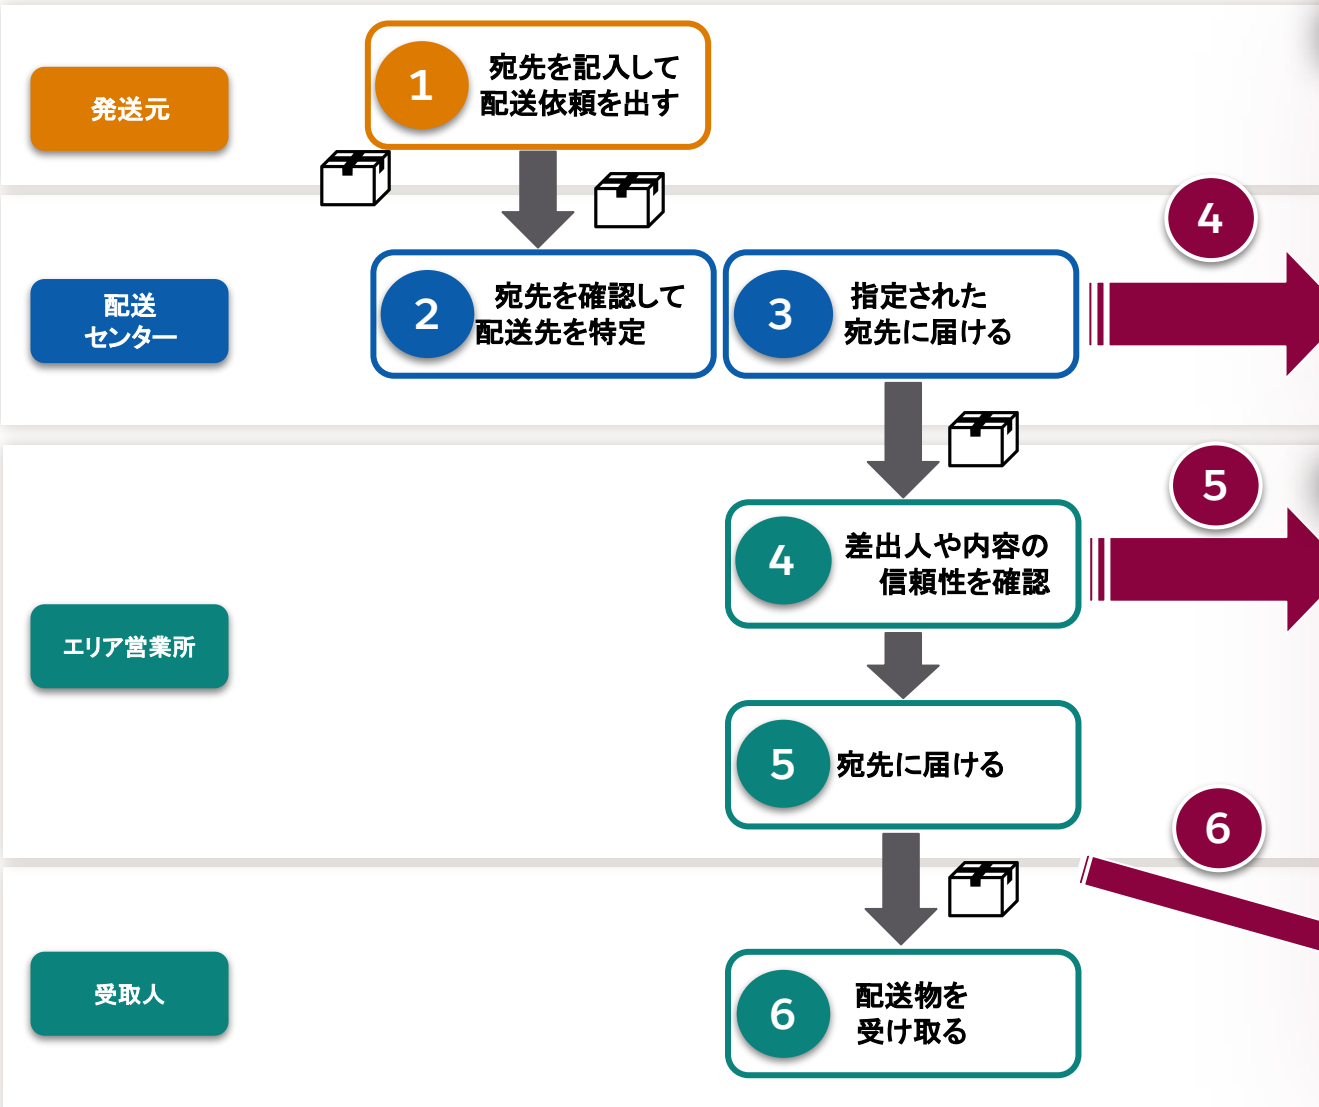 発送元
1
宛先を記入して
配送依頼を出す
配送
センター
2
宛先を確認して
配送先を特定
3
指定された
宛先に届ける
4
エリア営業所
4
差出人や内容の
信頼性を確認
5
5
宛先に届ける
6
受取人
6
配送物を
受け取る